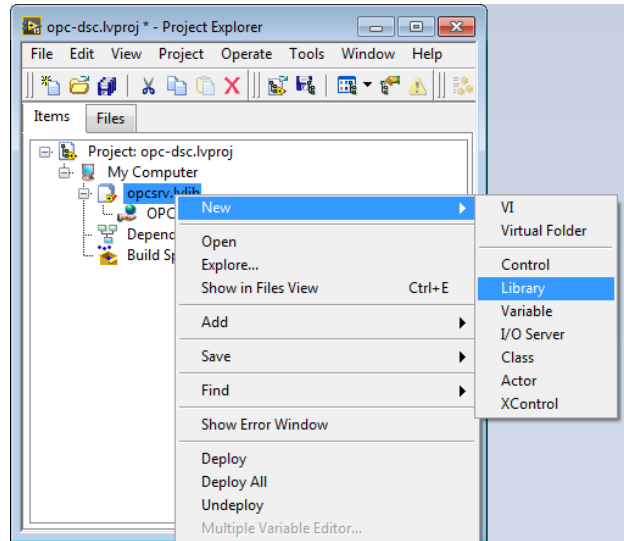 opc-dsc.lvproj * - Project Explorer
File Edit View Project Operate Tools Window Help
Items Files
Project: opc-dsc.lvproj
My Computer
opcsrv.lvlib
OPC
Depend
Build Sp
New
Open
Explore...
Show in Files View Ctrl+E
Add
Save
Find
Show Error Window
Deploy
Deploy All
Undeploy
Multiple Variable Editor...
VI
Virtual Folder
Control
Library
Variable
I/O Server
Class
Actor
XControl